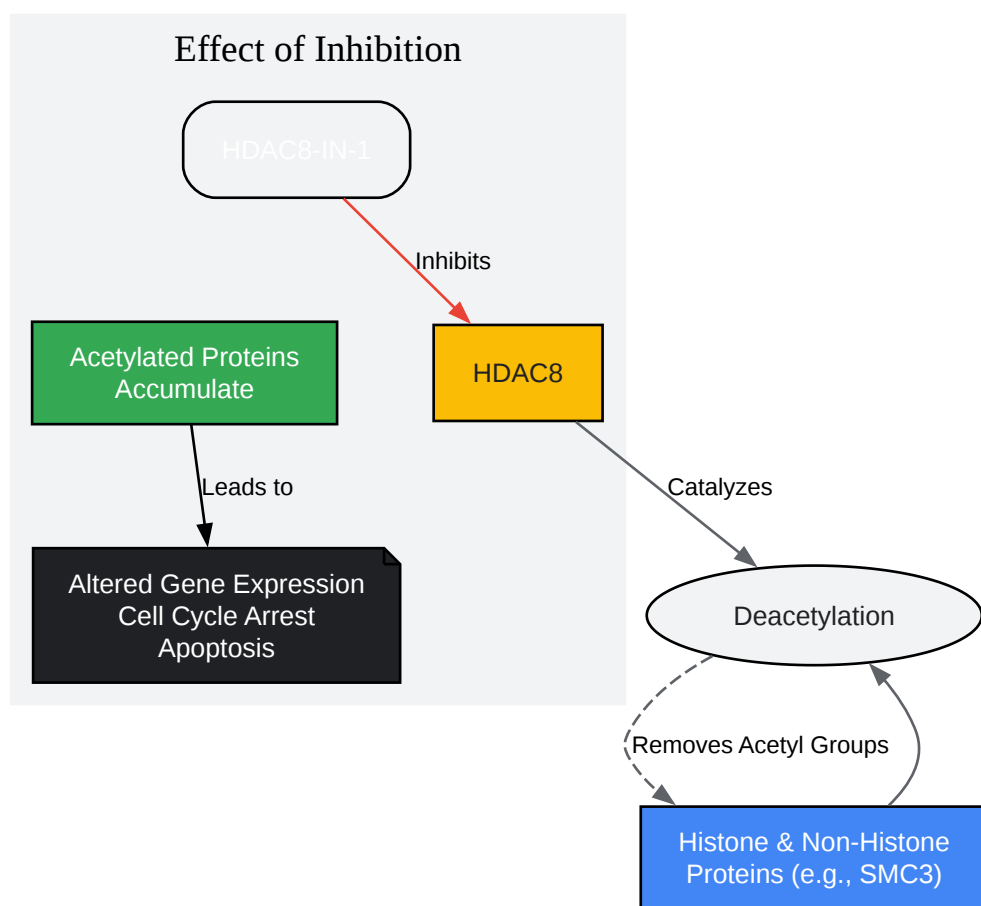 Effect of Inhibition
HDAC8-IN-1
Inhibits
Acetylated Proteins
Accumulate
HDAC8
Leads to
Catalyzes
Altered Gene Expression
Cell Cycle Arrest
Apoptosis
Deacetylation
Removes Acetyl Groups
Histone & Non-Histone
Proteins (e.g., SMC3)